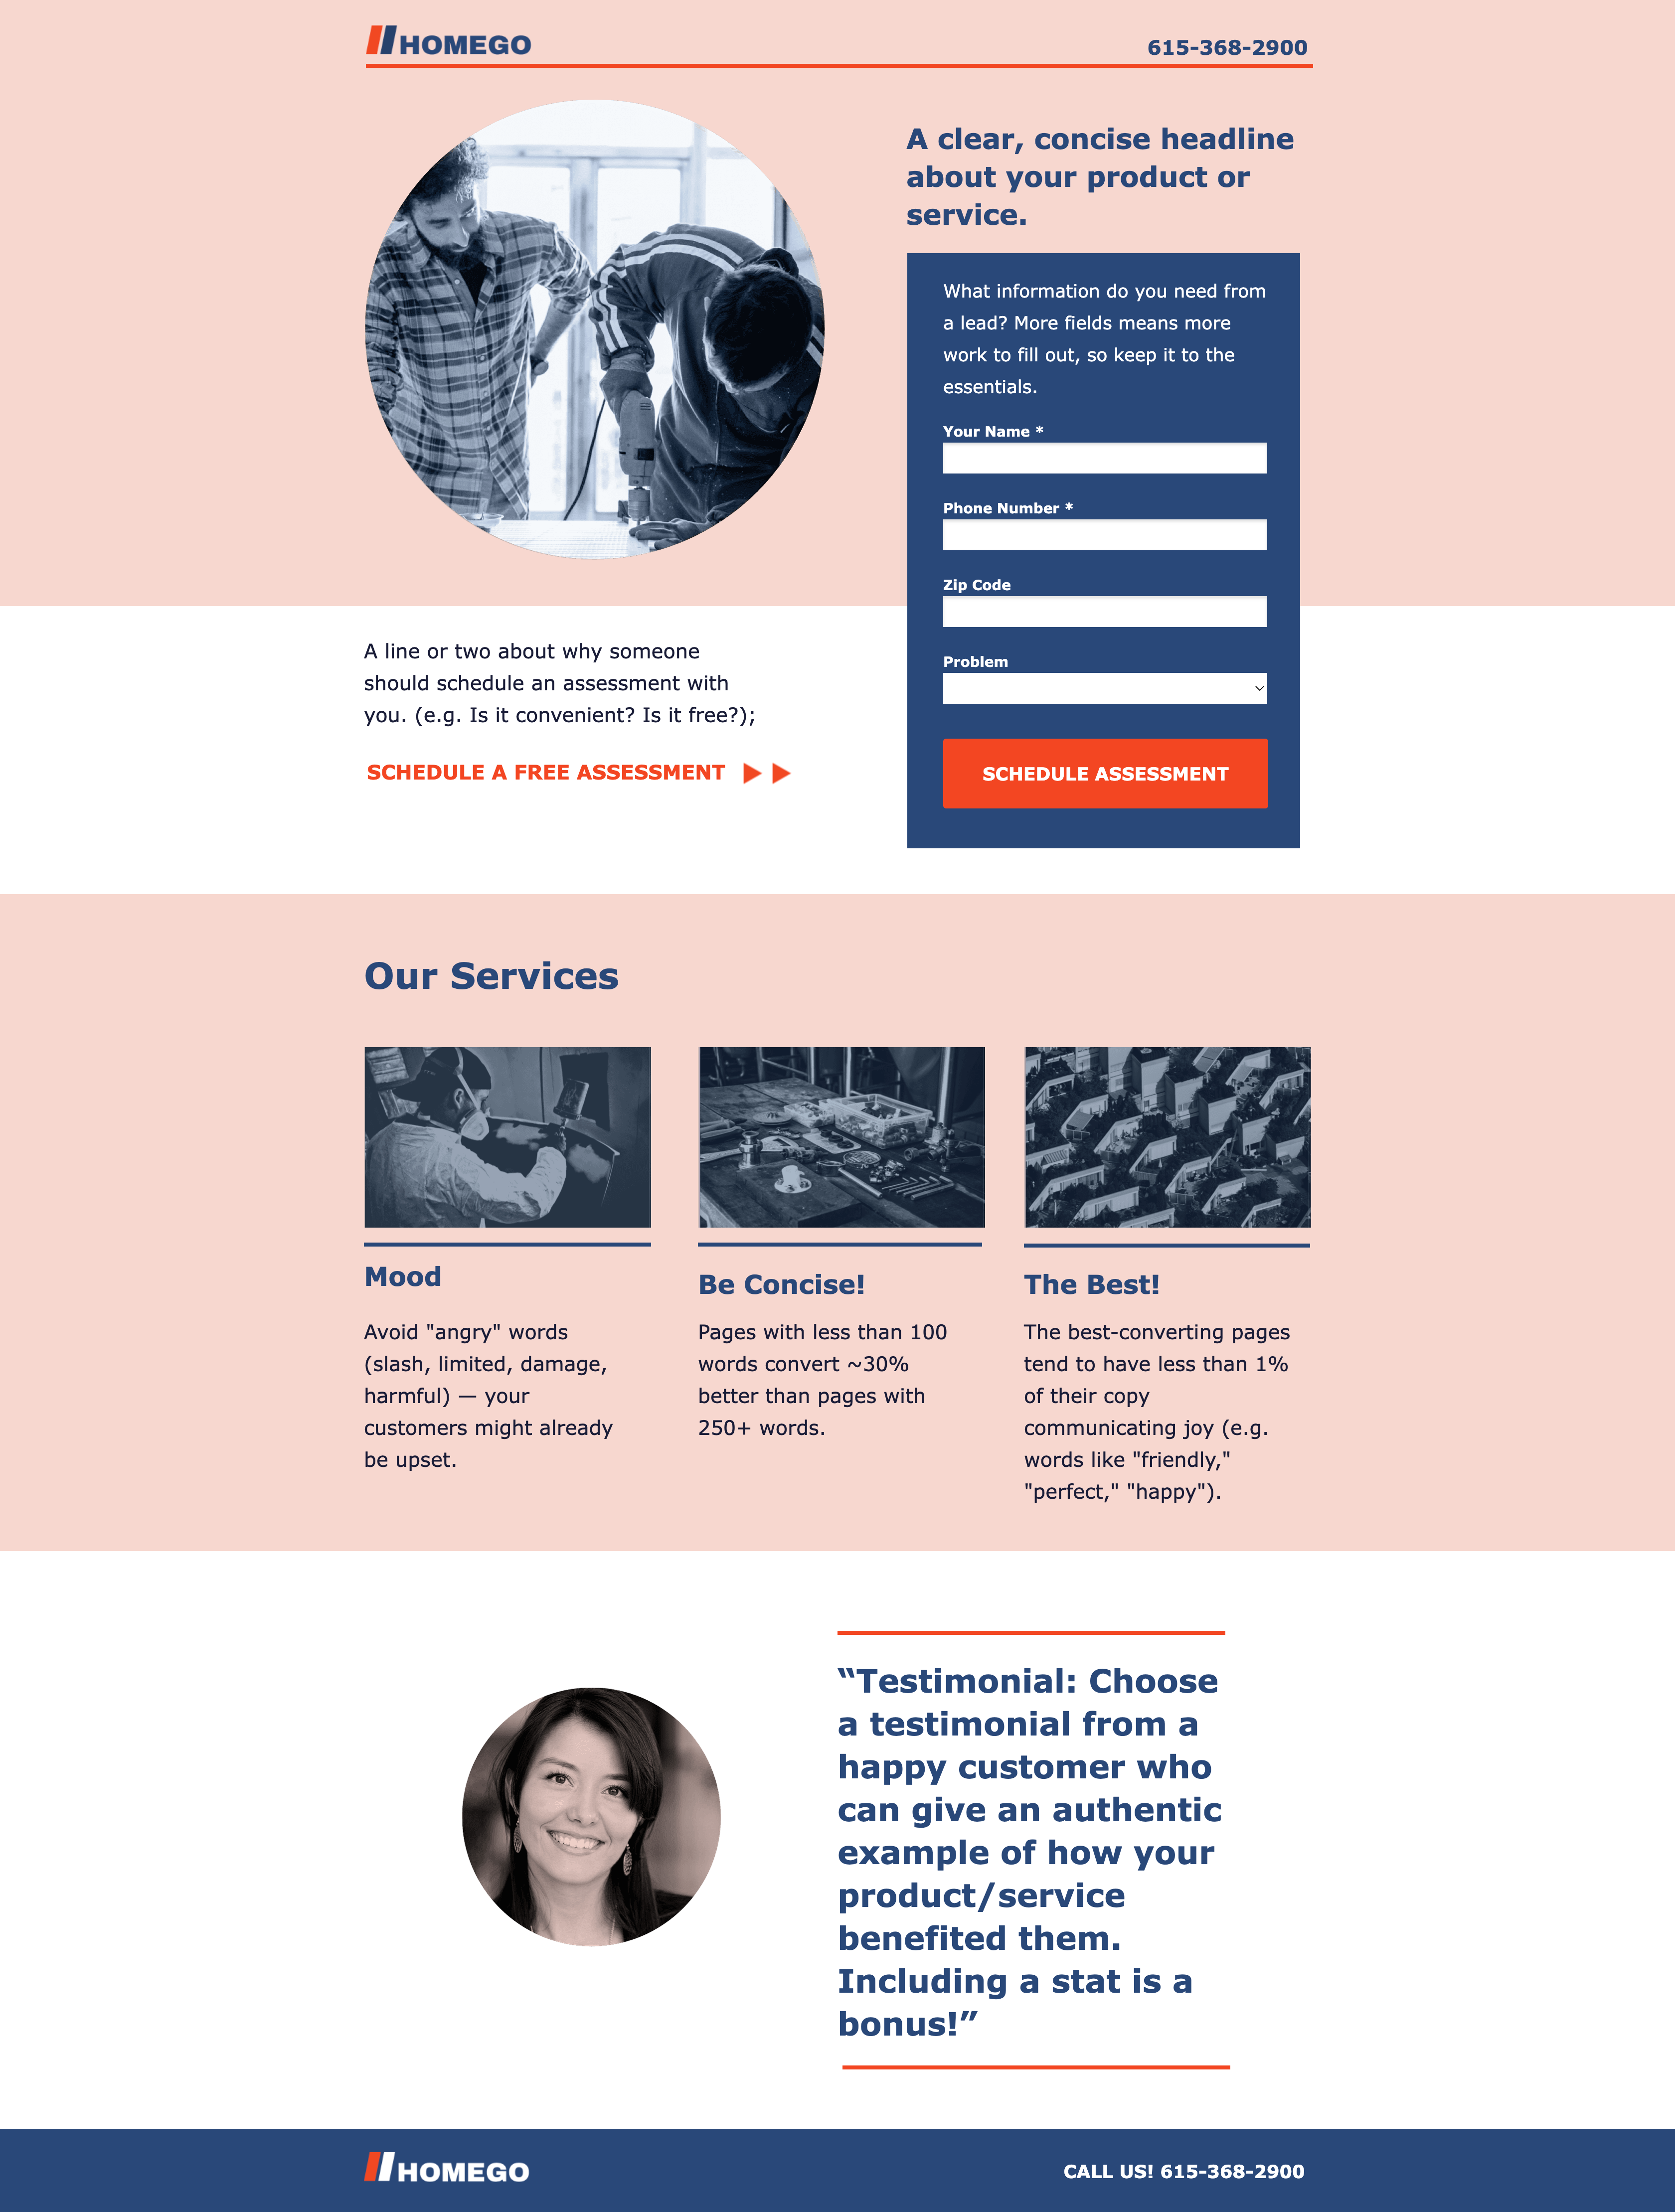 HOMEGO
615-368-2900
A clear, concise headline
about your product or
service.
What information do you need from
a lead? More fields means more
work to fill out, so keep it to the
essentials.
Your Name *
Phone Number *
Zip Code
Problem
SCHEDULE ASSESSMENT
A line or two about why someone
should schedule an assessment with
you. (e.g. Is it convenient? Is it free?);
SCHEDULE A FREE ASSESSMENT
Our Services
Mood
Avoid "angry" words
(slash, limited, damage,
harmful) — your
customers might already
be upset.
Be Concise!
Pages with less than 100
words convert ~30%
better than pages with
250+ words.
The Best!
The best-converting pages
tend to have less than 1%
of their copy
communicating joy (e.g.
words like "friendly,"
"perfect," "happy").
“Testimonial: Choose
a testimonial from a
happy customer who
can give an authentic
example of how your
product/service
benefited them.
Including a stat is a
bonus!”
HOMEGO
CALL US! 615-368-2900